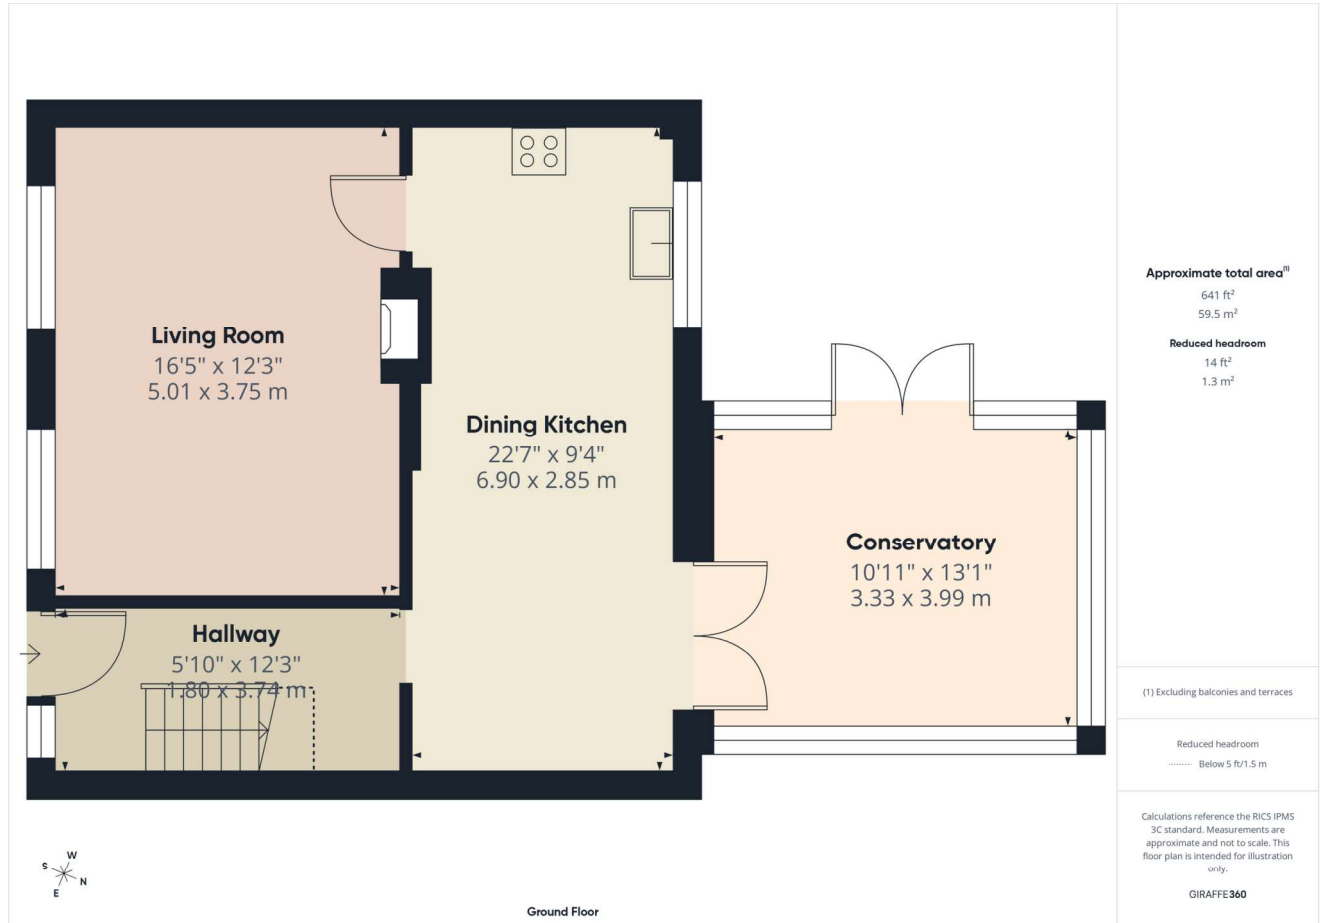 Living Room
16'5" x 12'3"
5.01 x 3.75 m
Dining Kitchen
22'7" x 9'4"
6.90 x 2.85 m
Conservatory
10'11" x 13'1"
3.33 x 3.99 m
Hallway
5'10" x 12'3"
1.80 x 3.74 m
W
S
N
E
Ground Floor
Approximate total area(1)
641 ft²
59.5 m²
Reduced headroom
14 ft²
1.3 m²
(1) Excluding balconies and terraces
Reduced headroom
Below 5 ft/1.5 m
Calculations reference the RICS IPMS
3C standard. Measurements are
approximate and not to scale. This
floor plan is intended for illustration
only.
GIRAFFE360